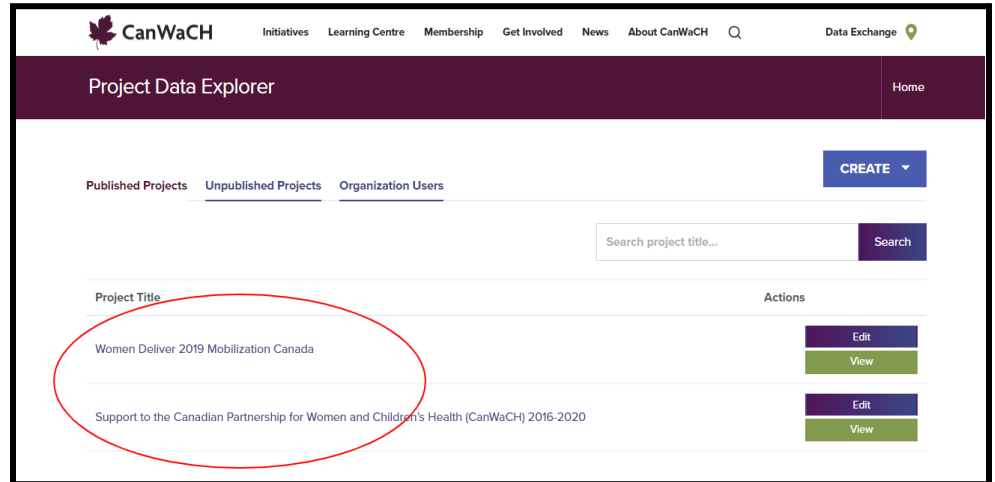 CanWaCH Initiatives Learning Centre Membership Get Involved News About CanWaCH Data Exchange
Project Data Explorer Home
CREATE
Published Projects Unpublished Projects Organization Users
Search project title... Search
Project Title Actions
Women Deliver 2019 Mobilization Canada Edit
View
Support to the Canadian Partnership for Women and Children's Health (CanWaCH) 2016-2020 Edit
View